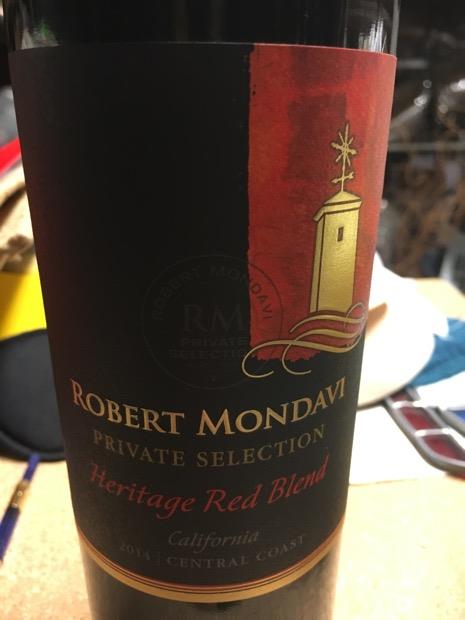 ROBERT MONDAVI
RM
PRIVATE
SELECTION
ROBERT MONDAVI
PRIVATE SELECTION
Heritage Red Blend
California
2014 | CENTRAL COAST